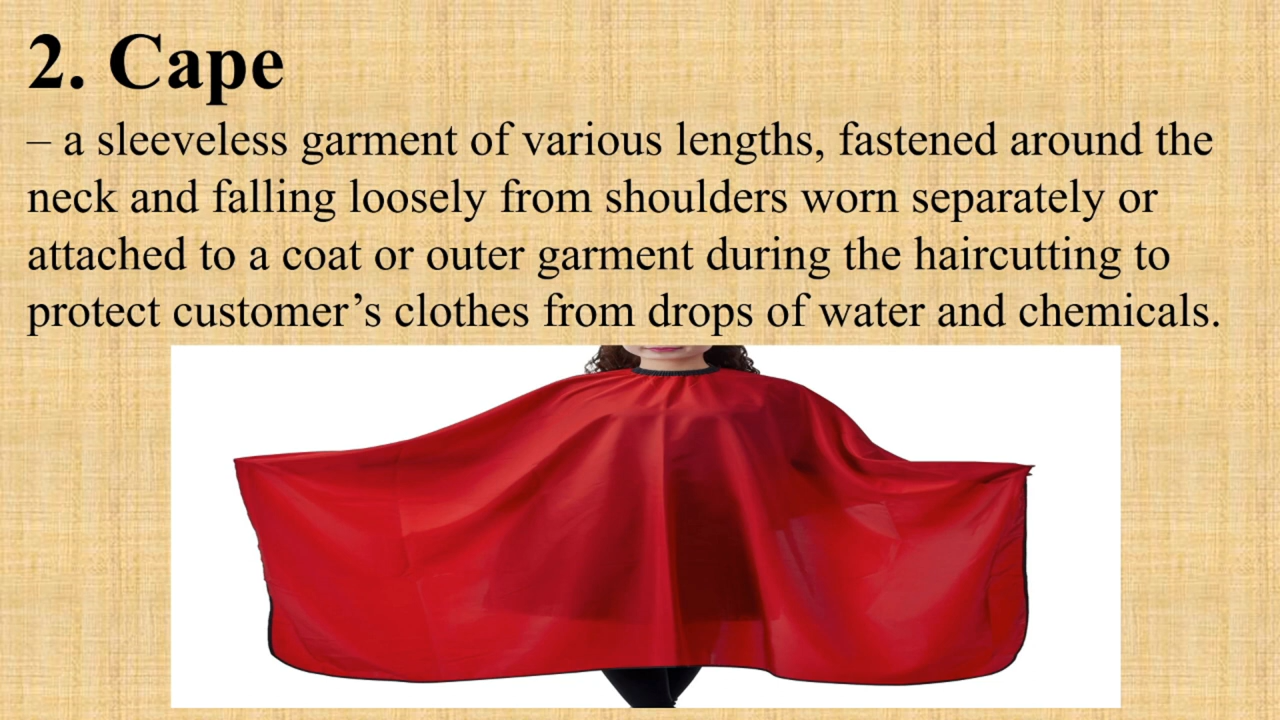 2. Cape
– a sleeveless garment of various lengths, fastened around the
neck and falling loosely from shoulders worn separately or
attached to a coat or outer garment during the haircutting to
protect customer’s clothes from drops of water and chemicals.